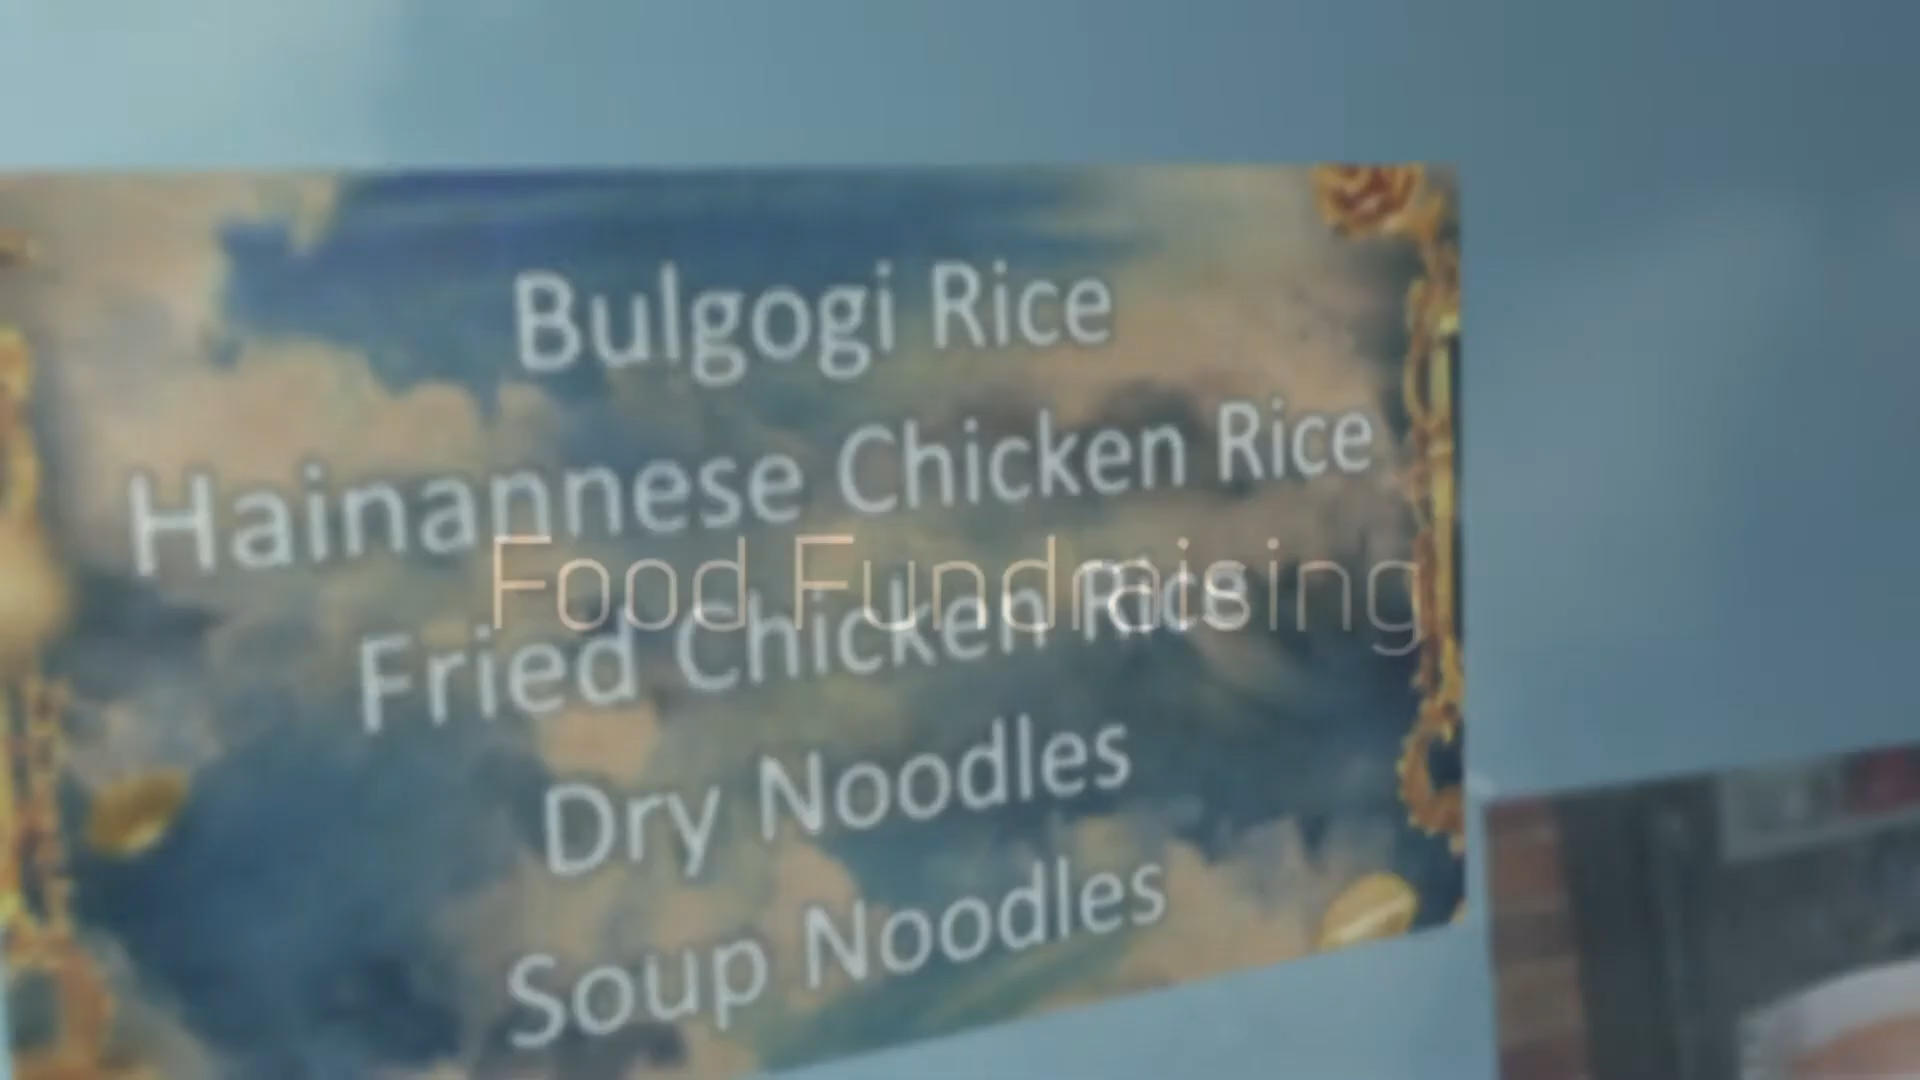 Bulgogi Rice
Hainannese Chicken Rice
Food Fundraising
Fried Chicken Rice
Dry Noodles
Soup Noodles